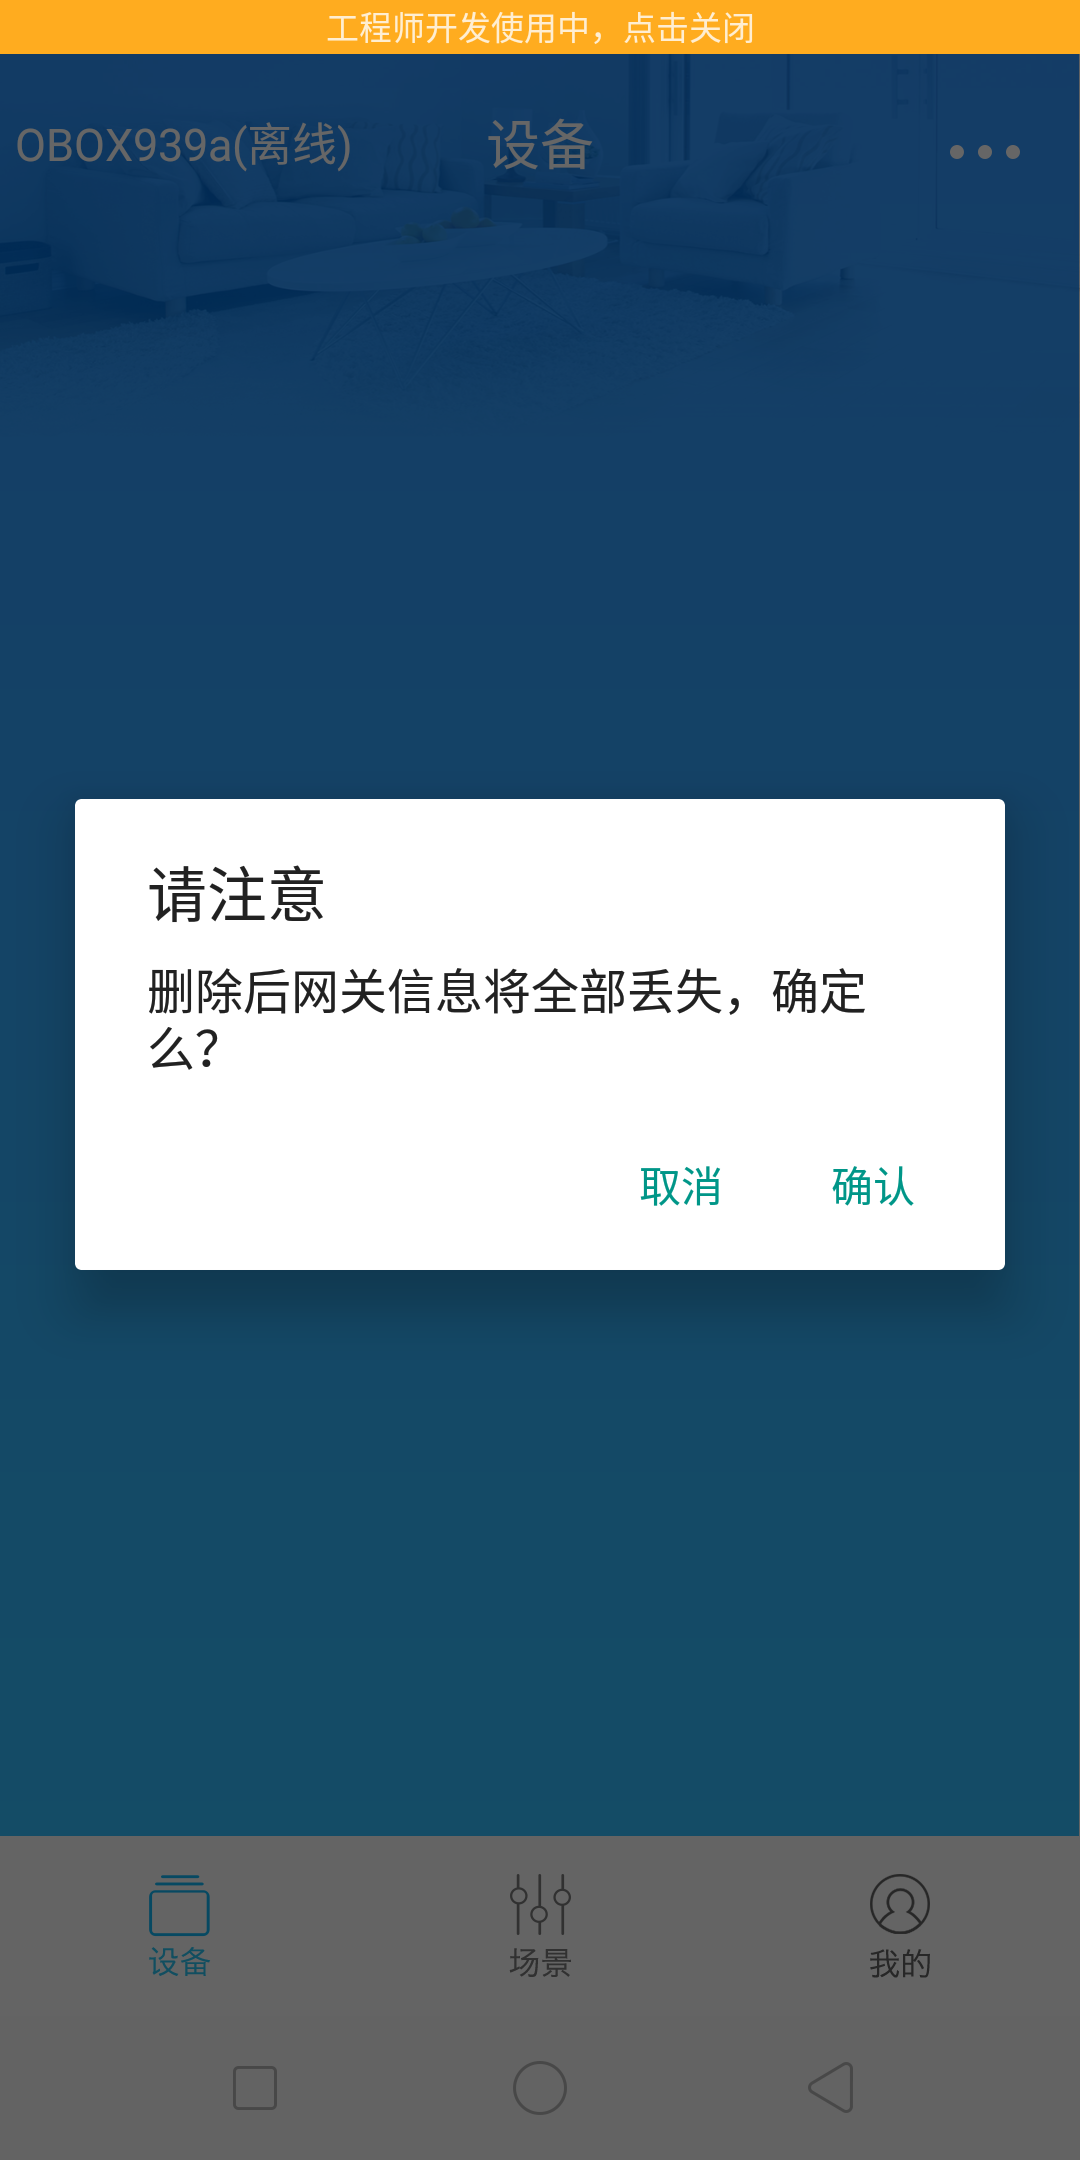 工程师开发使用中，点击关闭
OBOX939a(离线)
设备
请注意
删除后网关信息将全部丢失，确定
么？
取消
确认
设备
场景
我的